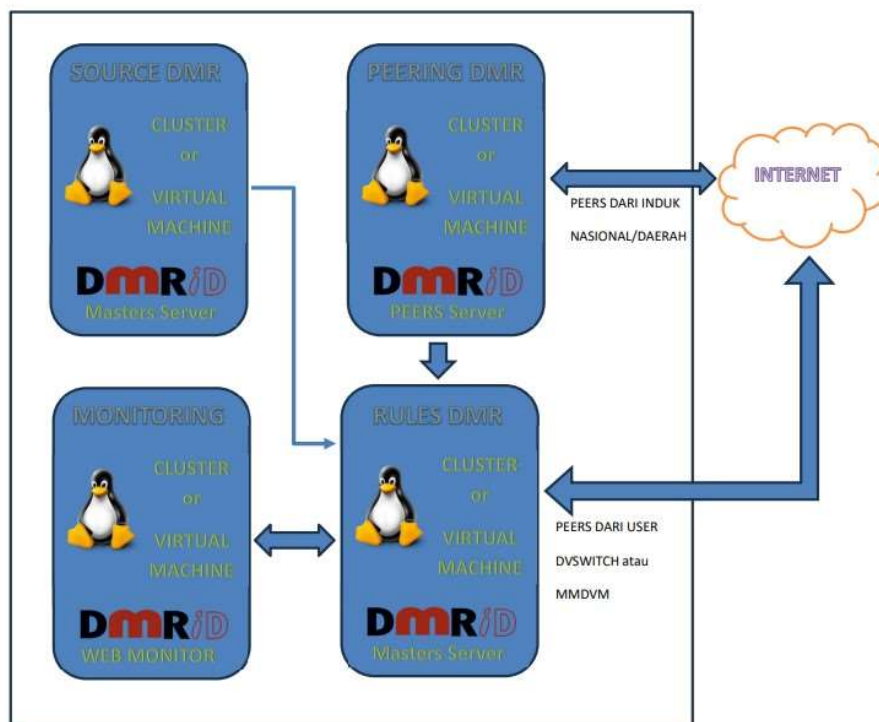 SOURCE DMR
CLUSTER
or
VIRTUAL
MACHINE
DMRiD
Masters Server
PEERING DMR
CLUSTER
or
VIRTUAL
MACHINE
DMRiD
PEERS Server
INTERNET
PEERS DARI INDUK
NASIONAL/DAERAH
MONITORING
CLUSTER
or
VIRTUAL
MACHINE
DMRiD
WEB MONITOR
RULES DMR
CLUSTER
or
VIRTUAL
MACHINE
DMRiD
Masters Server
PEERS DARI USER
DVSWITCH atau
MMDVM